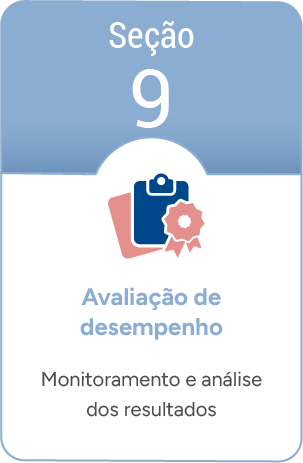 Seção
9
Avaliação de
desempenho
Monitoramento e análise
dos resultados